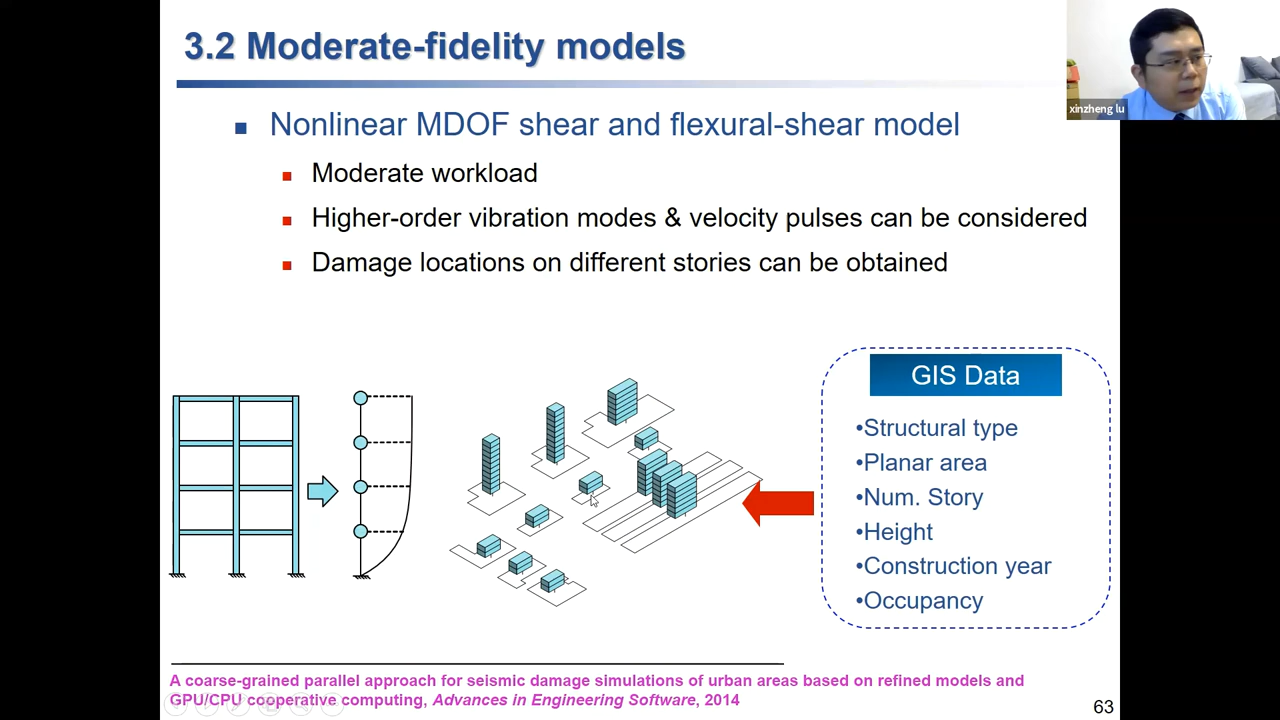 3.2 Moderate-fidelity models
xinzheng lu
Nonlinear MDOF shear and flexural-shear model
Moderate workload
Higher-order vibration modes & velocity pulses can be considered
Damage locations on different stories can be obtained
GIS Data
•Structural type
•Planar area
•Num. Story
•Height
•Construction year
•Occupancy
A coarse-grained parallel approach for seismic damage simulations of urban areas based on refined models and
GPU/CPU cooperative computing, Advances in Engineering Software, 2014
63